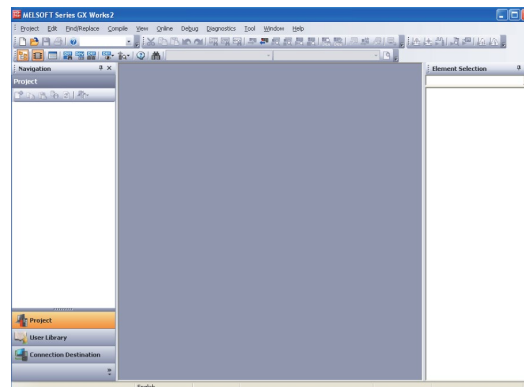 MELSOFT Series GX Works2
Project Edit Find/Replace Compile View Online Debug Diagnostics Tool Window Help
Navigation
Element Selection
Project
Project
User Library
Connection Destination
English